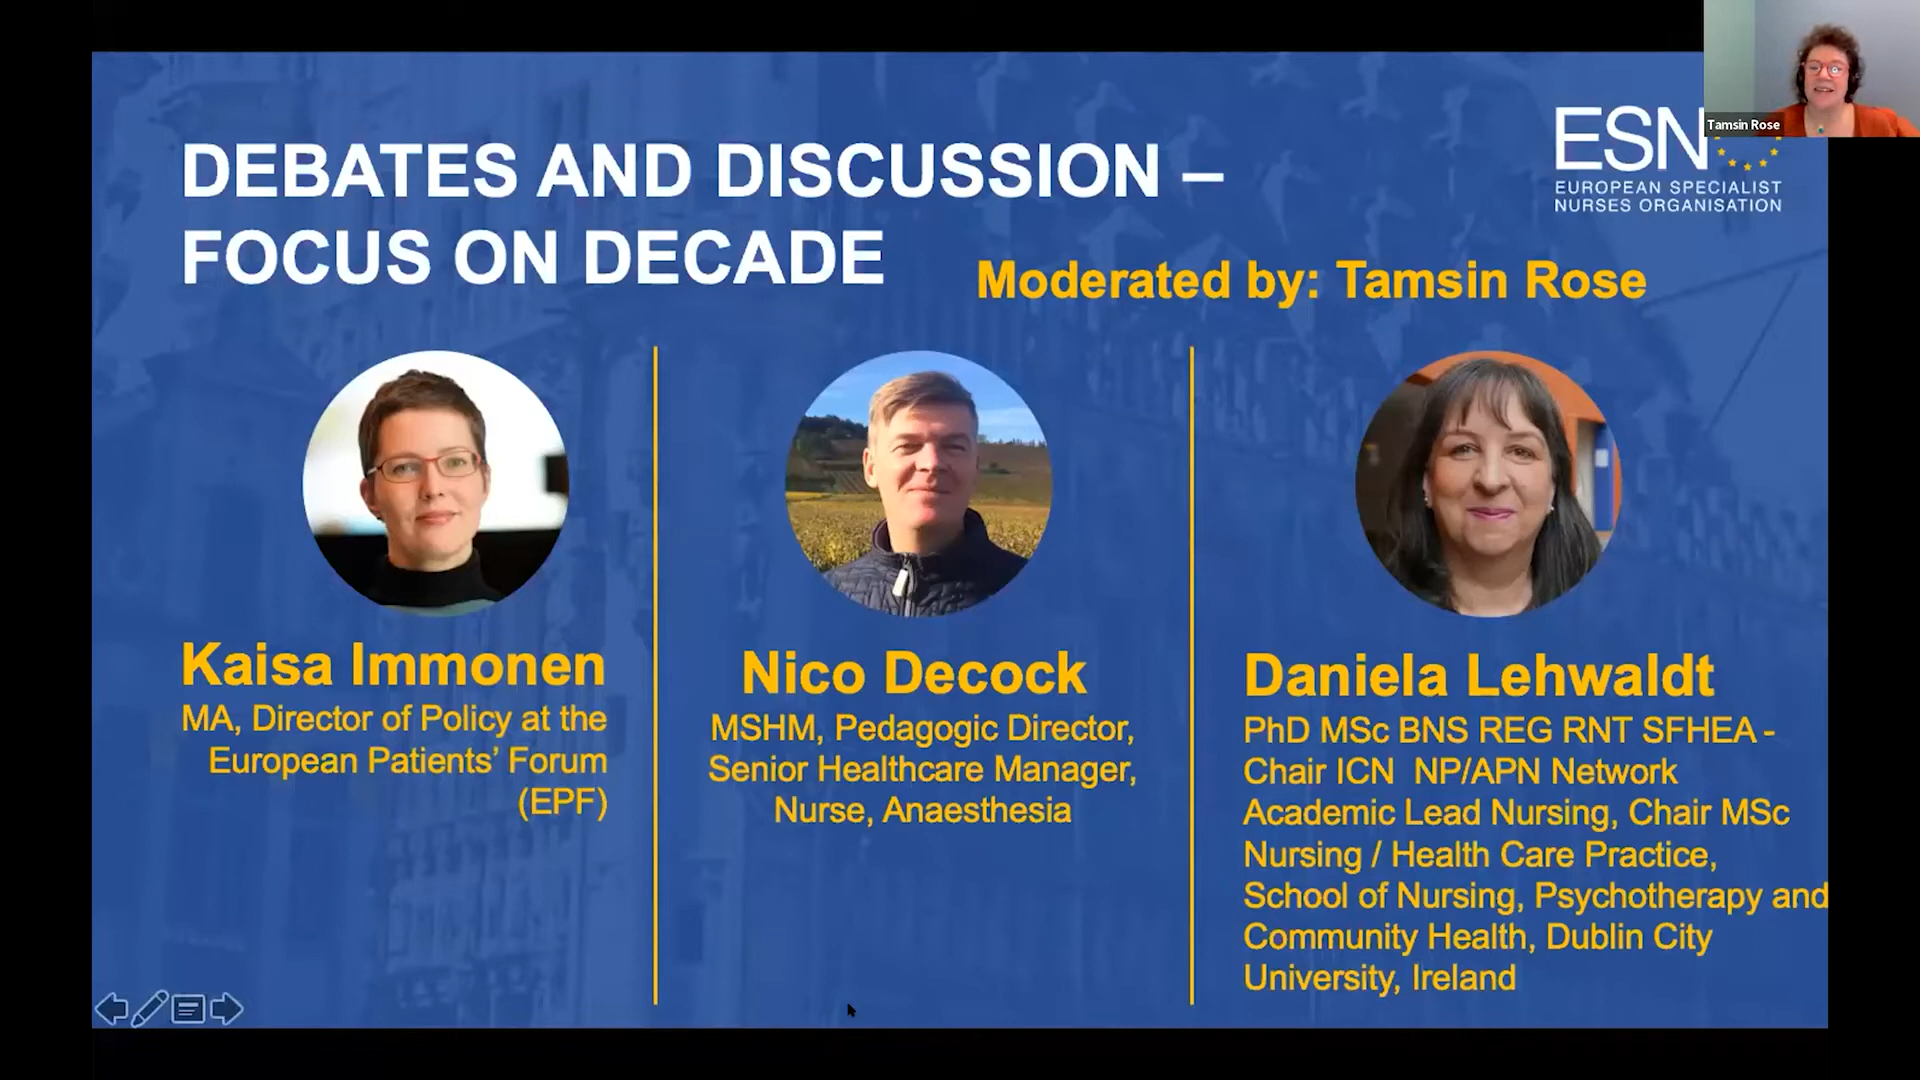 Tamsin Rose
ESNO
EUROPEAN SPECIALIST
NURSES ORGANISATION
DEBATES AND DISCUSSION –
FOCUS ON DECADE
Moderated by: Tamsin Rose
Kaisa Immonen
MA, Director of Policy at the
European Patients’ Forum
(EPF)
Nico Decock
MSHM, Pedagogic Director,
Senior Healthcare Manager,
Nurse, Anaesthesia
Daniela Lehwaldt
PhD MSc BNS REG RNT SFHEA -
Chair ICN NP/APN Network
Academic Lead Nursing, Chair MSc
Nursing / Health Care Practice,
School of Nursing, Psychotherapy and
Community Health, Dublin City
University, Ireland